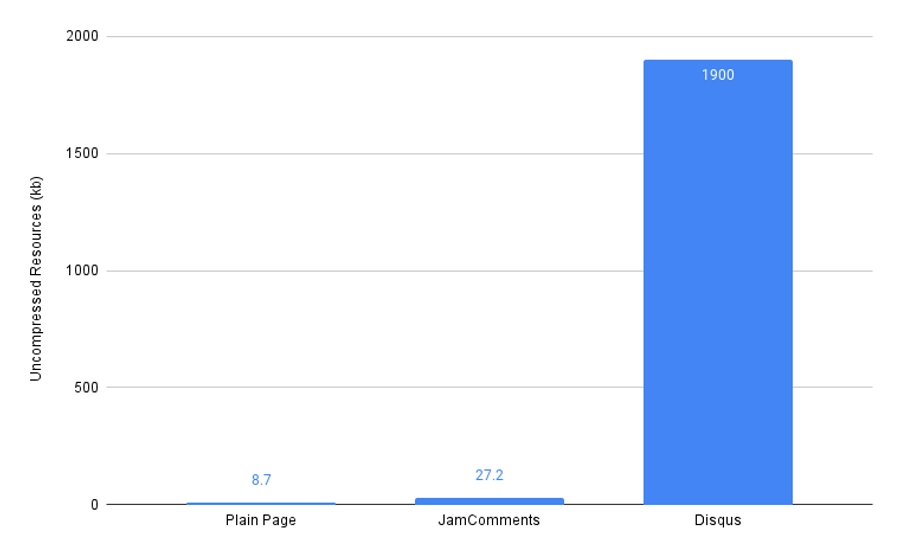 Uncompressed Resources (kb)
2000
1500
1000
500
0
8.7
27.2
1900
Plain Page
JamComments
Disqus